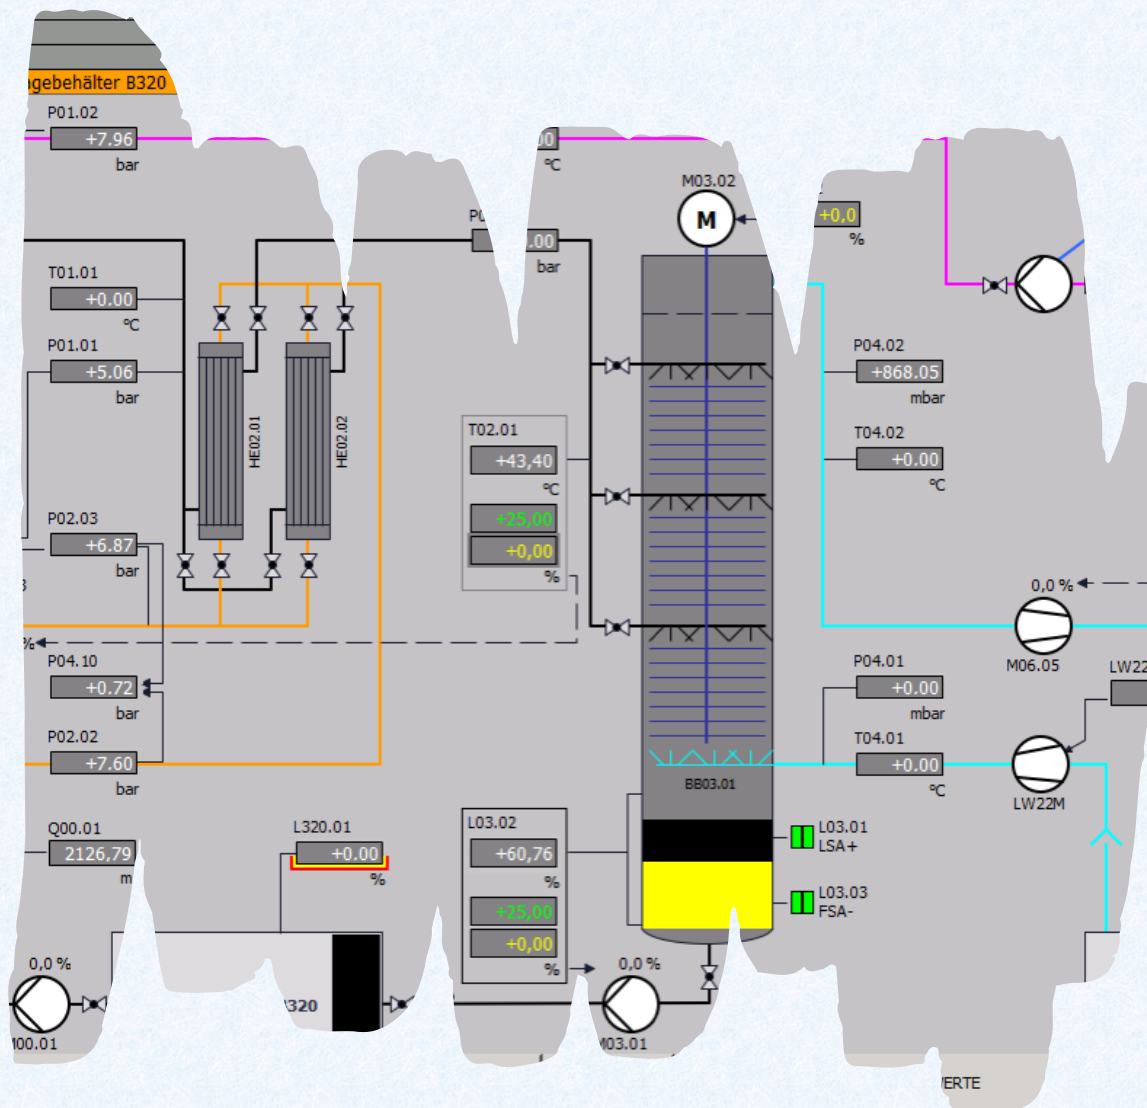 agebehälter B320
P01.02
+7.96
bar
°C
M03.02
M
+0,0
%
.00
bar
T01.01
+0.00
°C
P01.01
+5.06
bar
HE02.01
HE02.02
P04.02
+868.05
mbar
T02.01
+43,40
°C
+25,00
+0,00
%
T04.02
+0.00
°C
P02.03
+6.87
bar
0,0 %
M06.05
%
P04.10
+0.72
bar
P04.01
+0.00
mbar
LW22
P02.02
+7.60
bar
T04.01
+0.00
°C
LW22M
BB03.01
Q00.01
2126,79
m
L320.01
+0.00
%
L03.02
+60,76
%
+25,00
+0,00
%
L03.01
LSA+
L03.03
FSA-
0,0 %
M00.01
B320
0,0 %
M03.01
ERTE